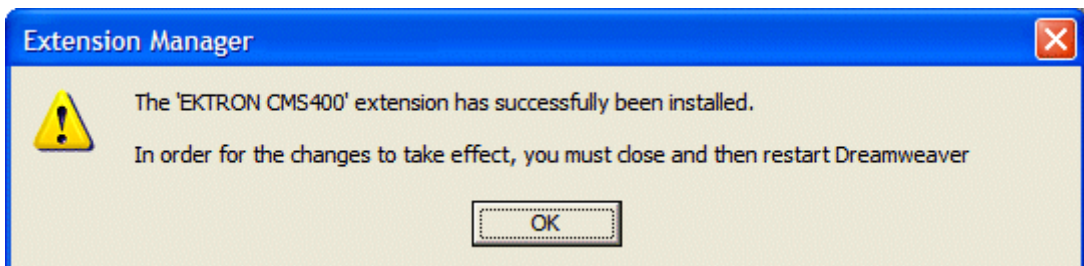 Extension Manager
The 'EKTRON CMS400' extension has successfully been installed.
In order for the changes to take effect, you must close and then restart Dreamweaver
OK